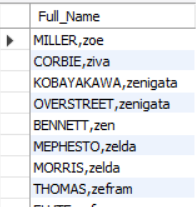 Full_Name
MILLER,zoe
CORBIE,ziva
KOBAYAKAWA,zenigata
OVERSTREET,zenigata
BENNETT,zen
MEPHESTO,zelda
MORRIS,zelda
THOMAS,zefram